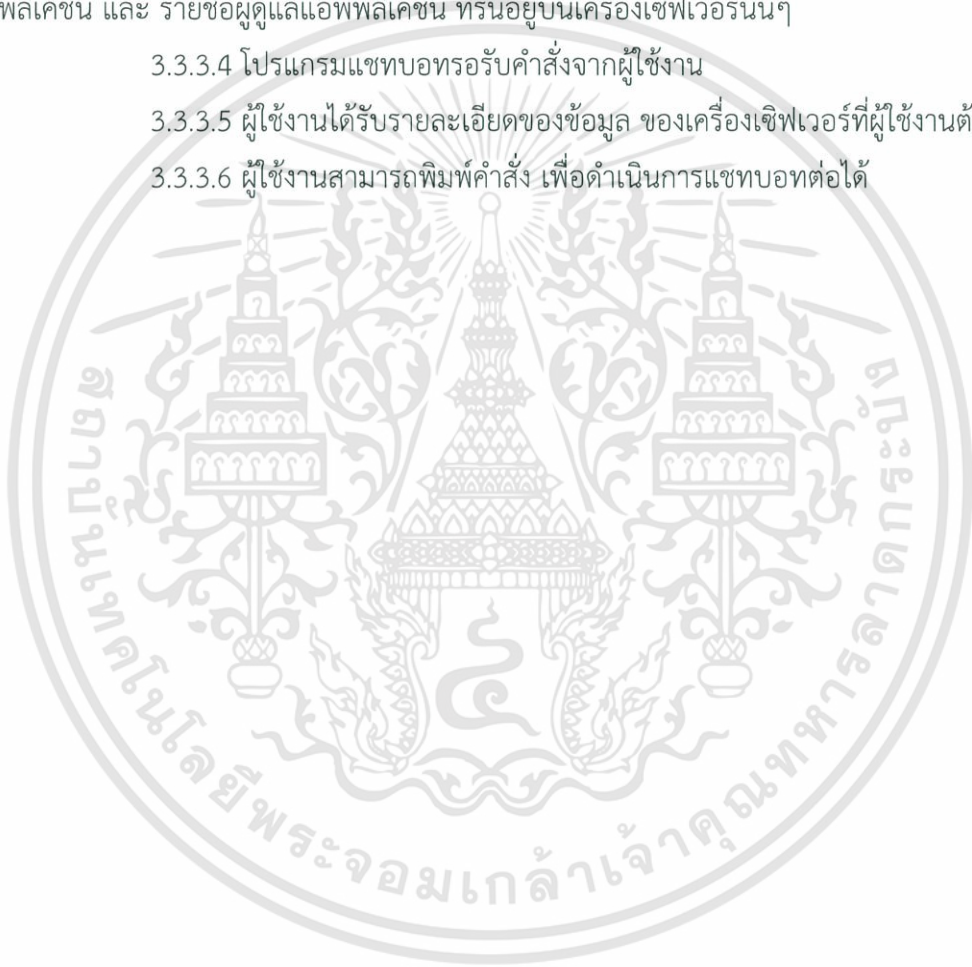 พลิเคชัน และ รายชื่อผู้ดูแลแอพพลิเคชัน ที่รันอยู่บนเครื่องเซิฟเวอร์นั้นๆ
3.3.3.4 โปรแกรมแชทบอทรอรับคำสั่งจากผู้ใช้งาน
3.3.3.5 ผู้ใช้งานได้รับรายละเอียดของข้อมูล ของเครื่องเซิฟเวอร์ที่ผู้ใช้งานต้
3.3.3.6 ผู้ใช้งานสามารถพิมพ์คำสั่ง เพื่อดำเนินการแชทบอทต่อได้
สถาบันเทคโนโลยีพระจอมเกล้าเจ้าคุณทหารลาดกระบัง